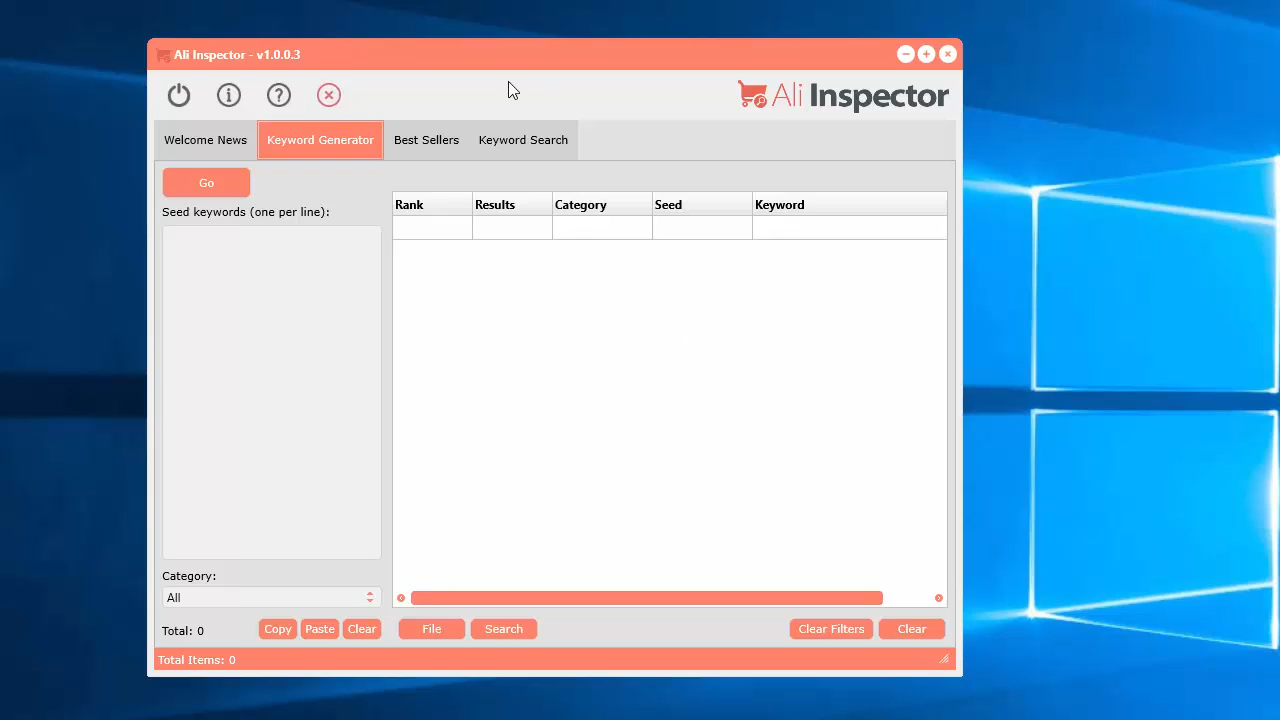 Ali Inspector - v1.0.0.3
Ali Inspector
Welcome News Keyword Generator Best Sellers Keyword Search
Go
Seed keywords (one per line):
Rank Results Category Seed Keyword
Category:
All
Total: 0 Copy Paste Clear File Search Clear Filters Clear
Total Items: 0